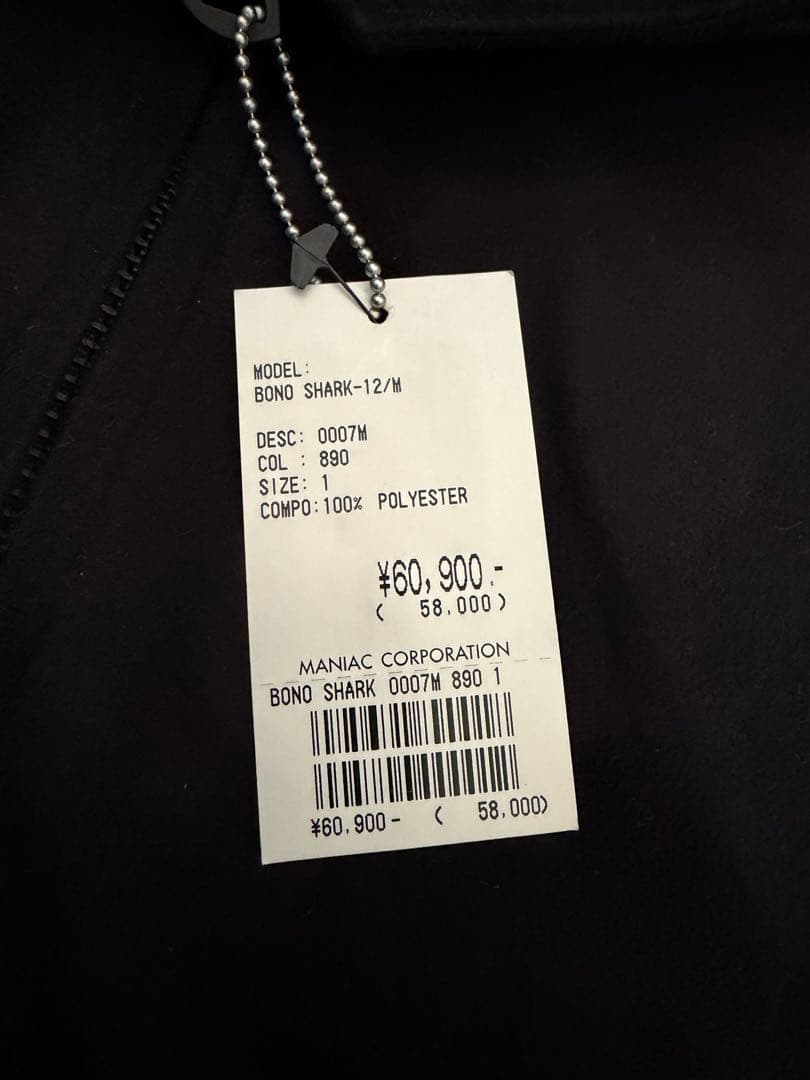 MODEL:
BONO SHARK-12/M
DESC: 0007M
COL : 890
SIZE: 1
COMPO:100% POLYESTER
¥60,900.-
( 58,000)
MANIAC CORPORATION
BONO SHARK 0007M 890 1
¥60,900- ( 58,000)